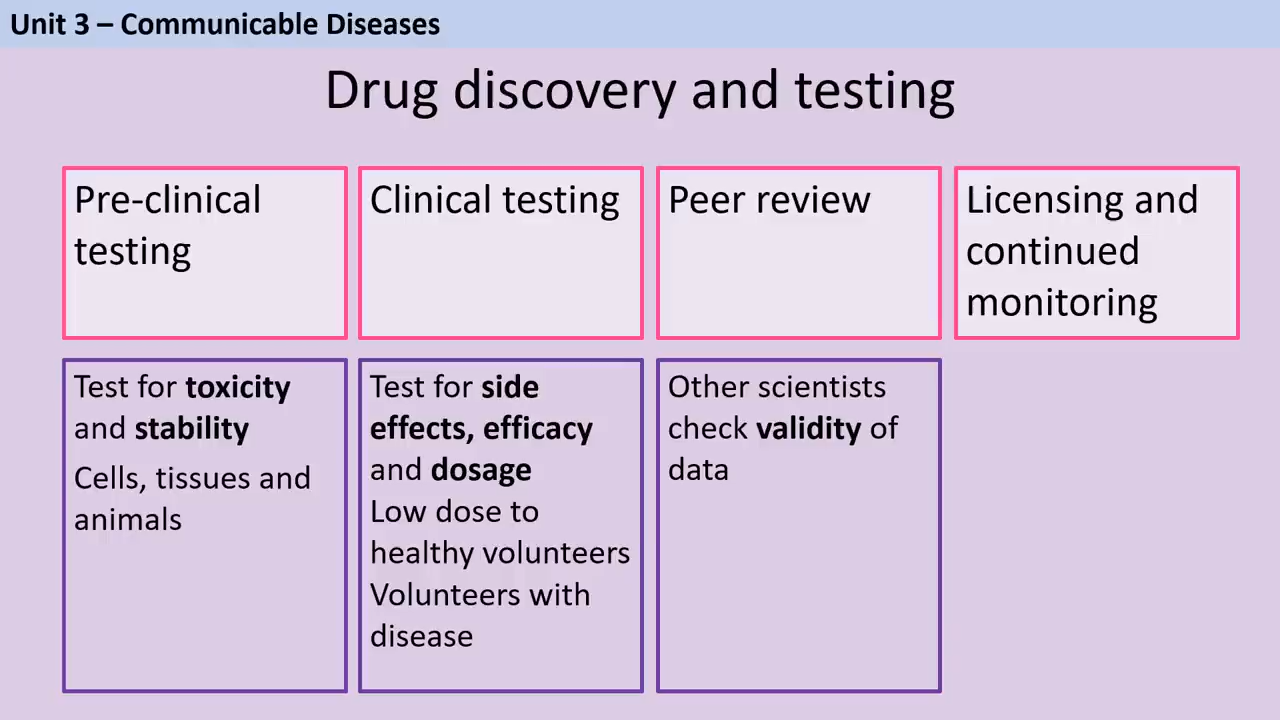 Unit 3 – Communicable Diseases
Drug discovery and testing
Pre-clinical
testing
Clinical testing
Peer review
Licensing and
continued
monitoring
Test for toxicity
and stability
Cells, tissues and
animals
Test for side
effects, efficacy
and dosage
Low dose to
healthy volunteers
Volunteers with
disease
Other scientists
check validity of
data